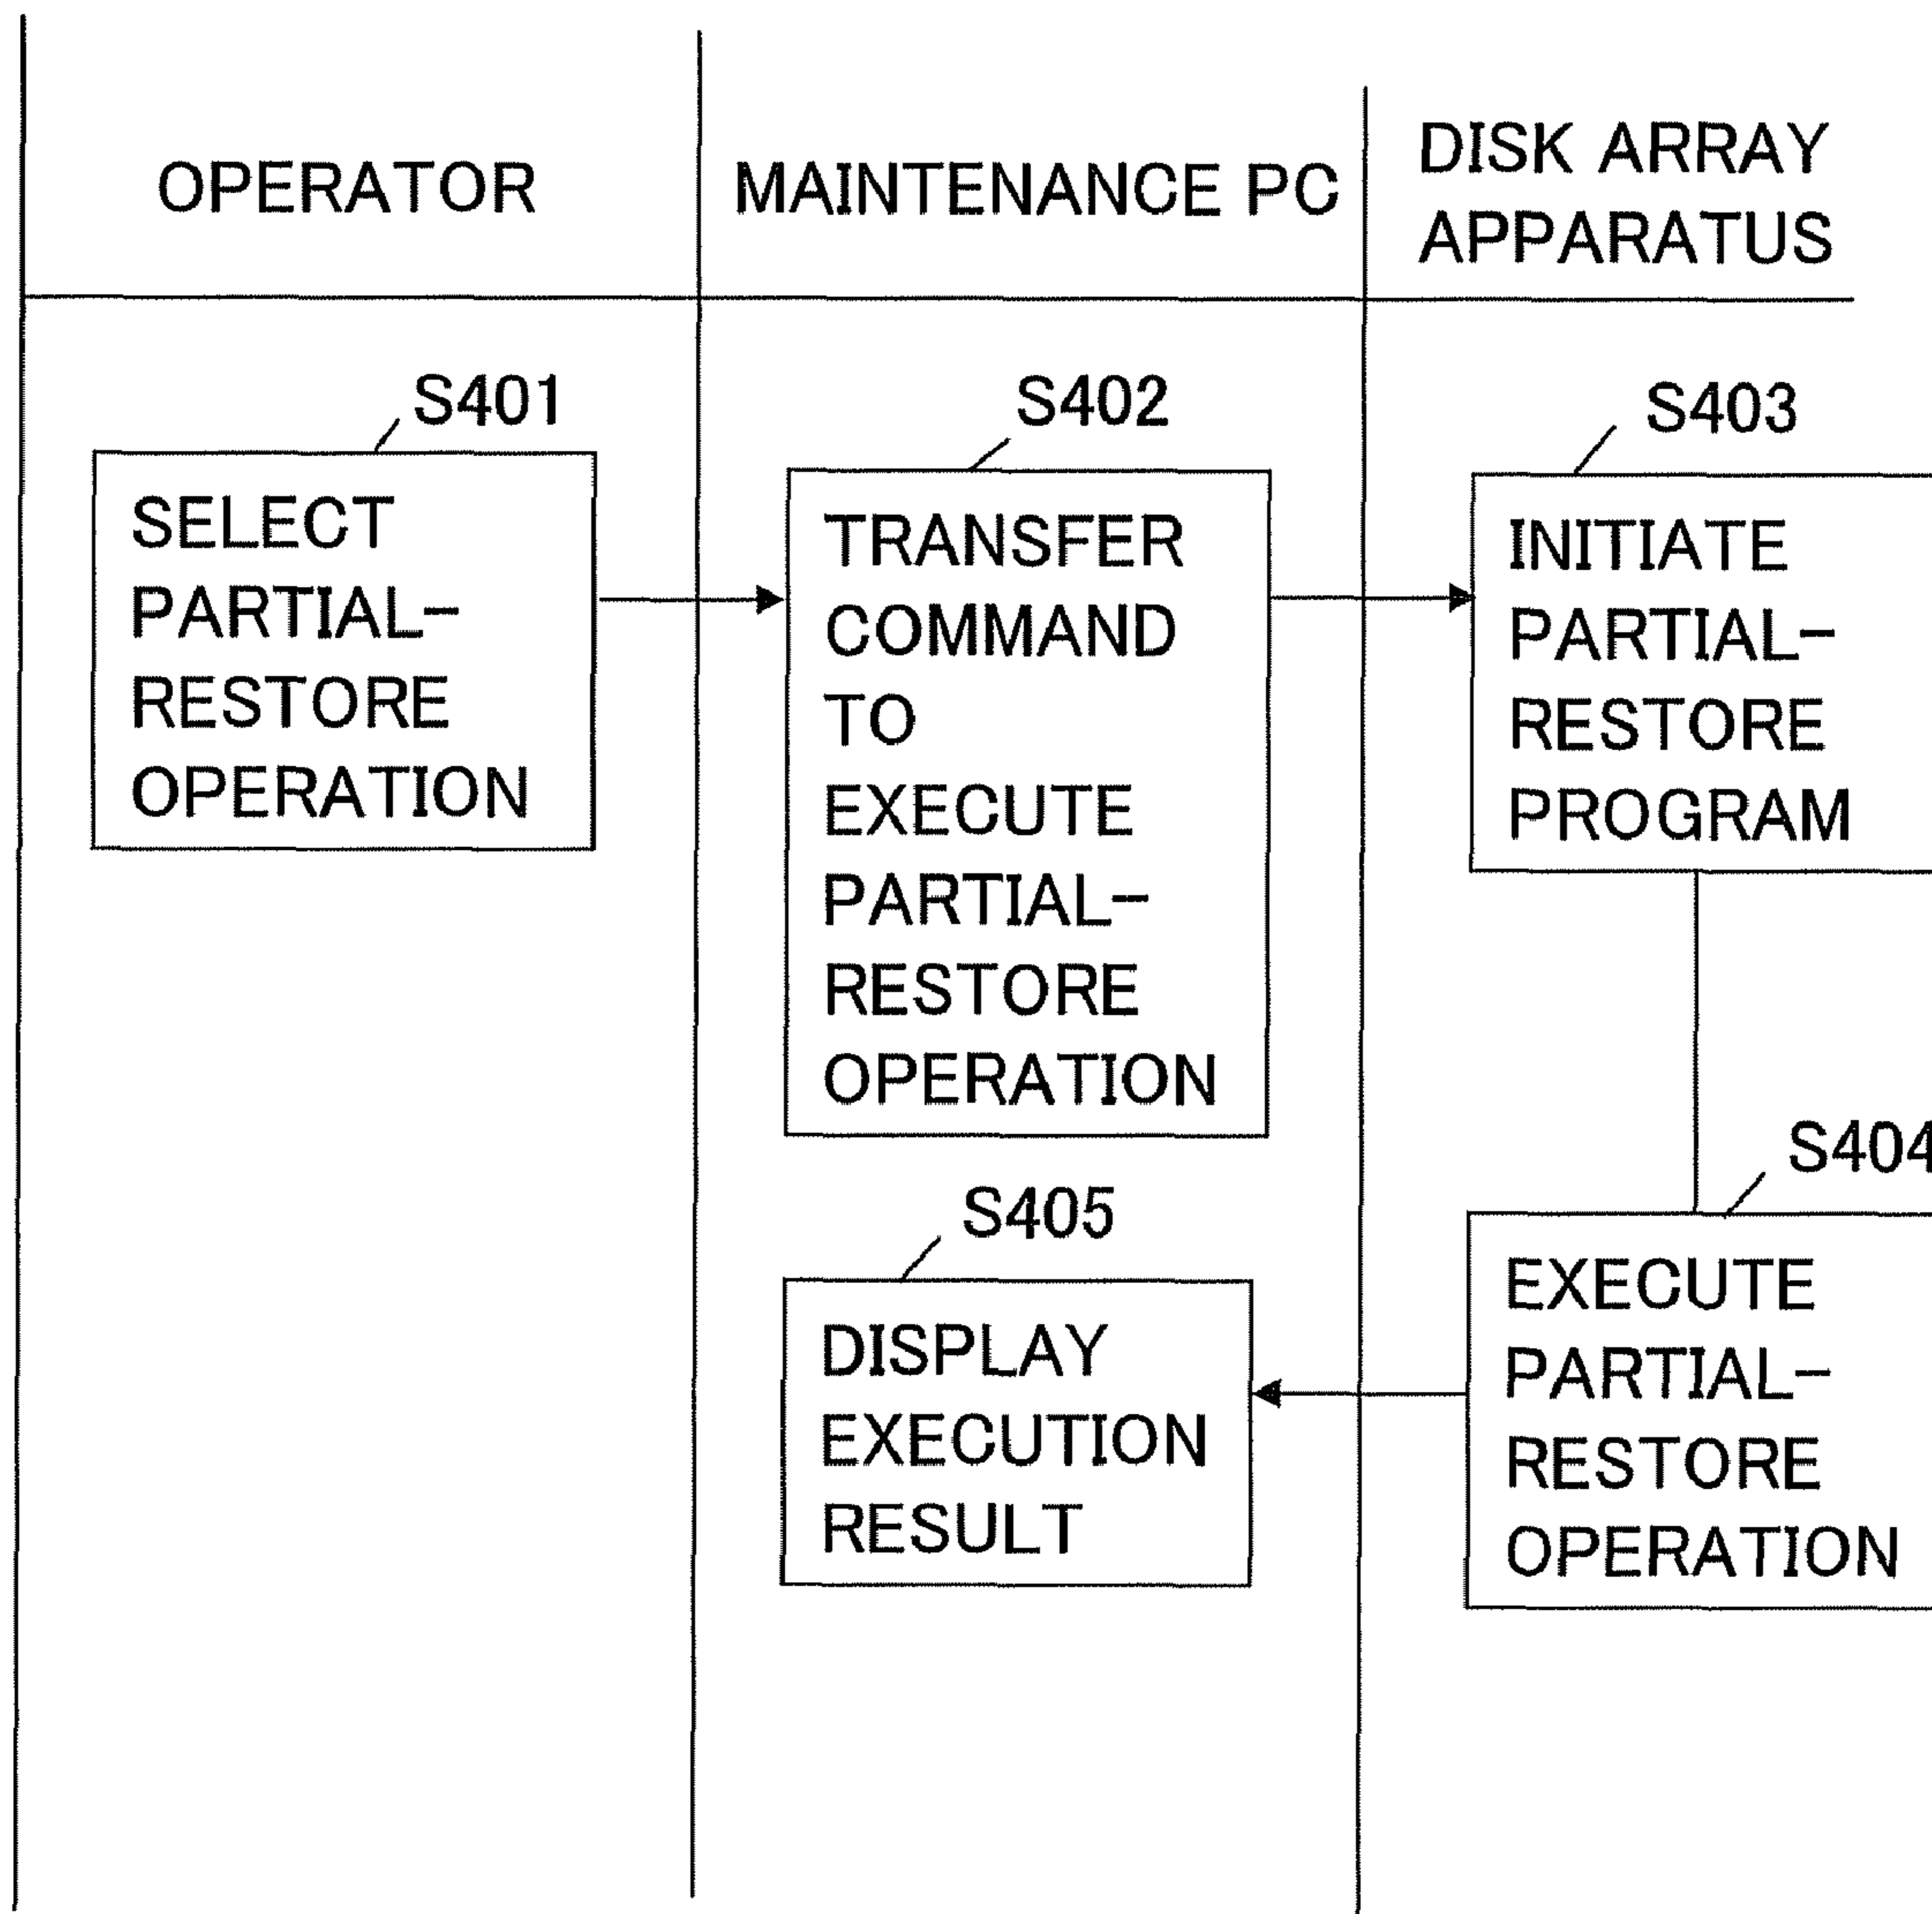 OPERATOR
MAINTENANCE PC
DISK ARRAY
APPARATUS
S401
SELECT
PARTIAL-
RESTORE
OPERATION
S402
TRANSFER
COMMAND
TO
EXECUTE
PARTIAL-
RESTORE
OPERATION
S403
INITIATE
PARTIAL-
RESTORE
PROGRAM
S404
EXECUTE
PARTIAL-
RESTORE
OPERATION
S405
DISPLAY
EXECUTION
RESULT